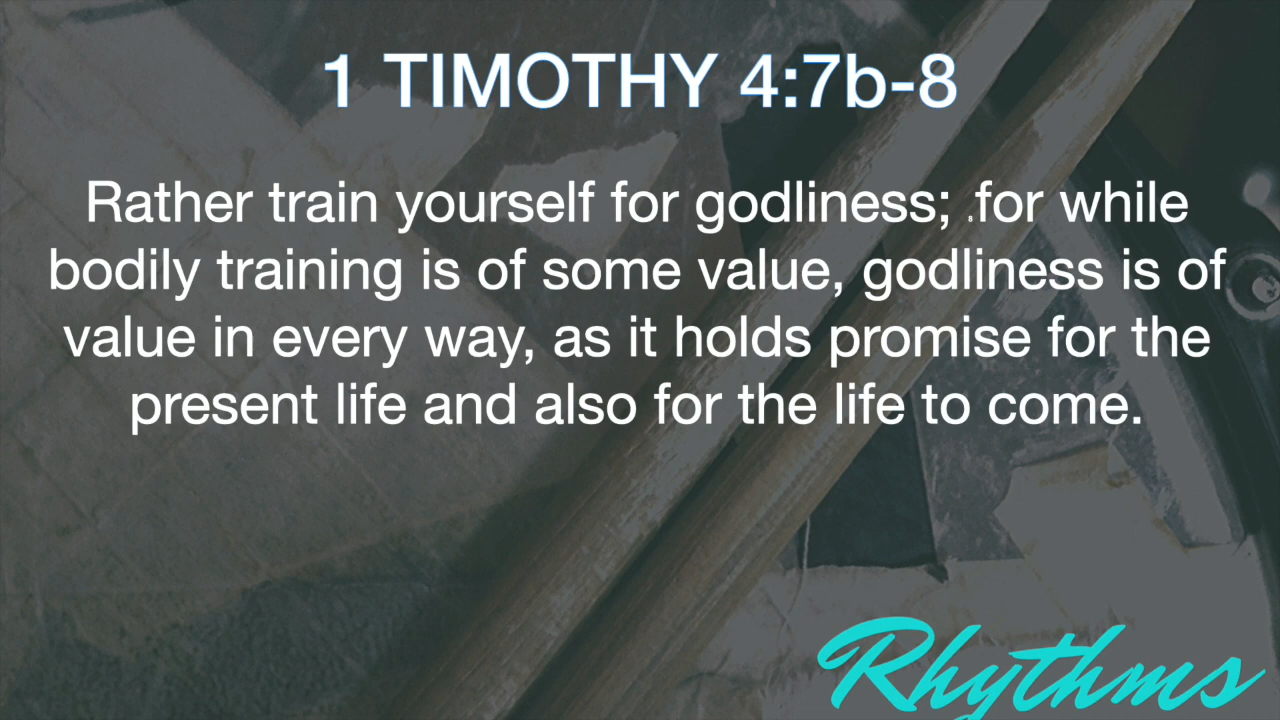 1 TIMOTHY 4:7b-8
Rather train yourself for godliness; 8 for while
bodily training is of some value, godliness is of
value in every way, as it holds promise for the
present life and also for the life to come.
Rhythms